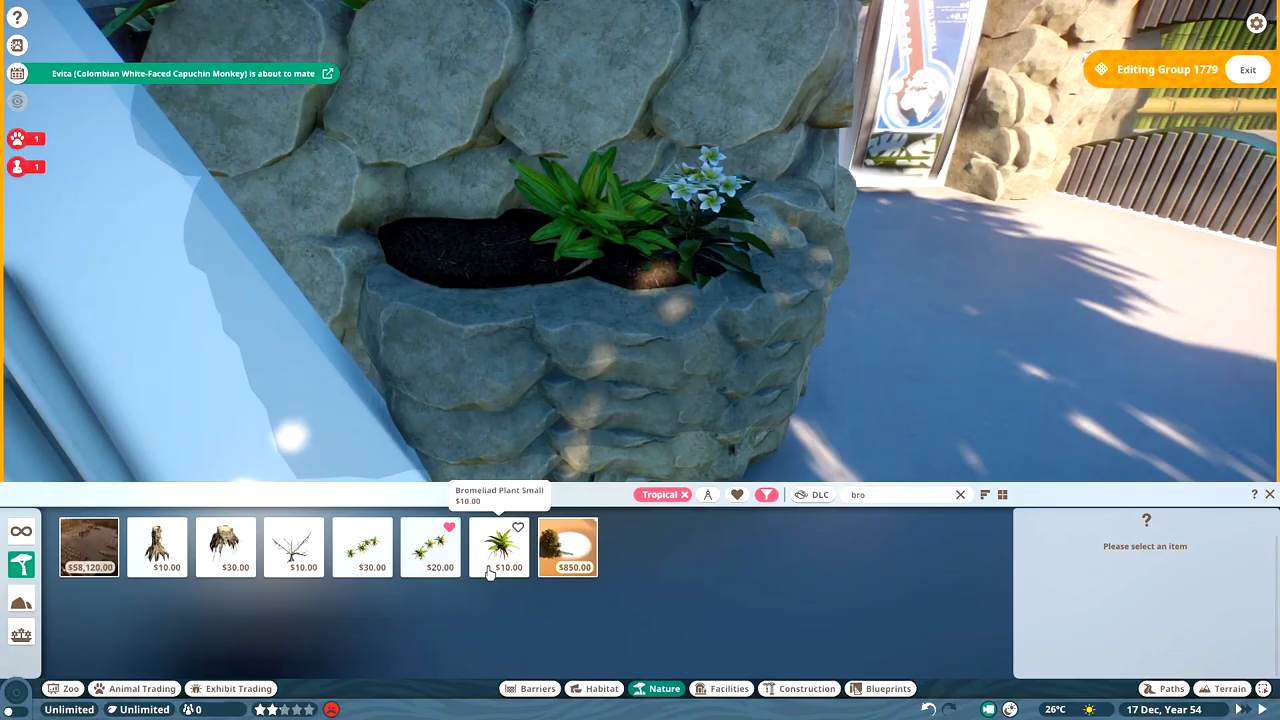 Evita (Colombian White-Faced Capuchin Monkey) is about to mate
Editing Group 1779
Exit
1
1
Bromeliad Plant Small
$10.00
Tropical
DLC
bro
?
$58,120.00
$10.00
$30.00
$10.00
$30.00
$20.00
$10.00
$850.00
?
Please select an item
Zoo
Animal Trading
Exhibit Trading
Barriers
Habitat
Nature
Facilities
Construction
Blueprints
Paths
Terrain
Unlimited
Unlimited
0
26°C
17 Dec, Year 54